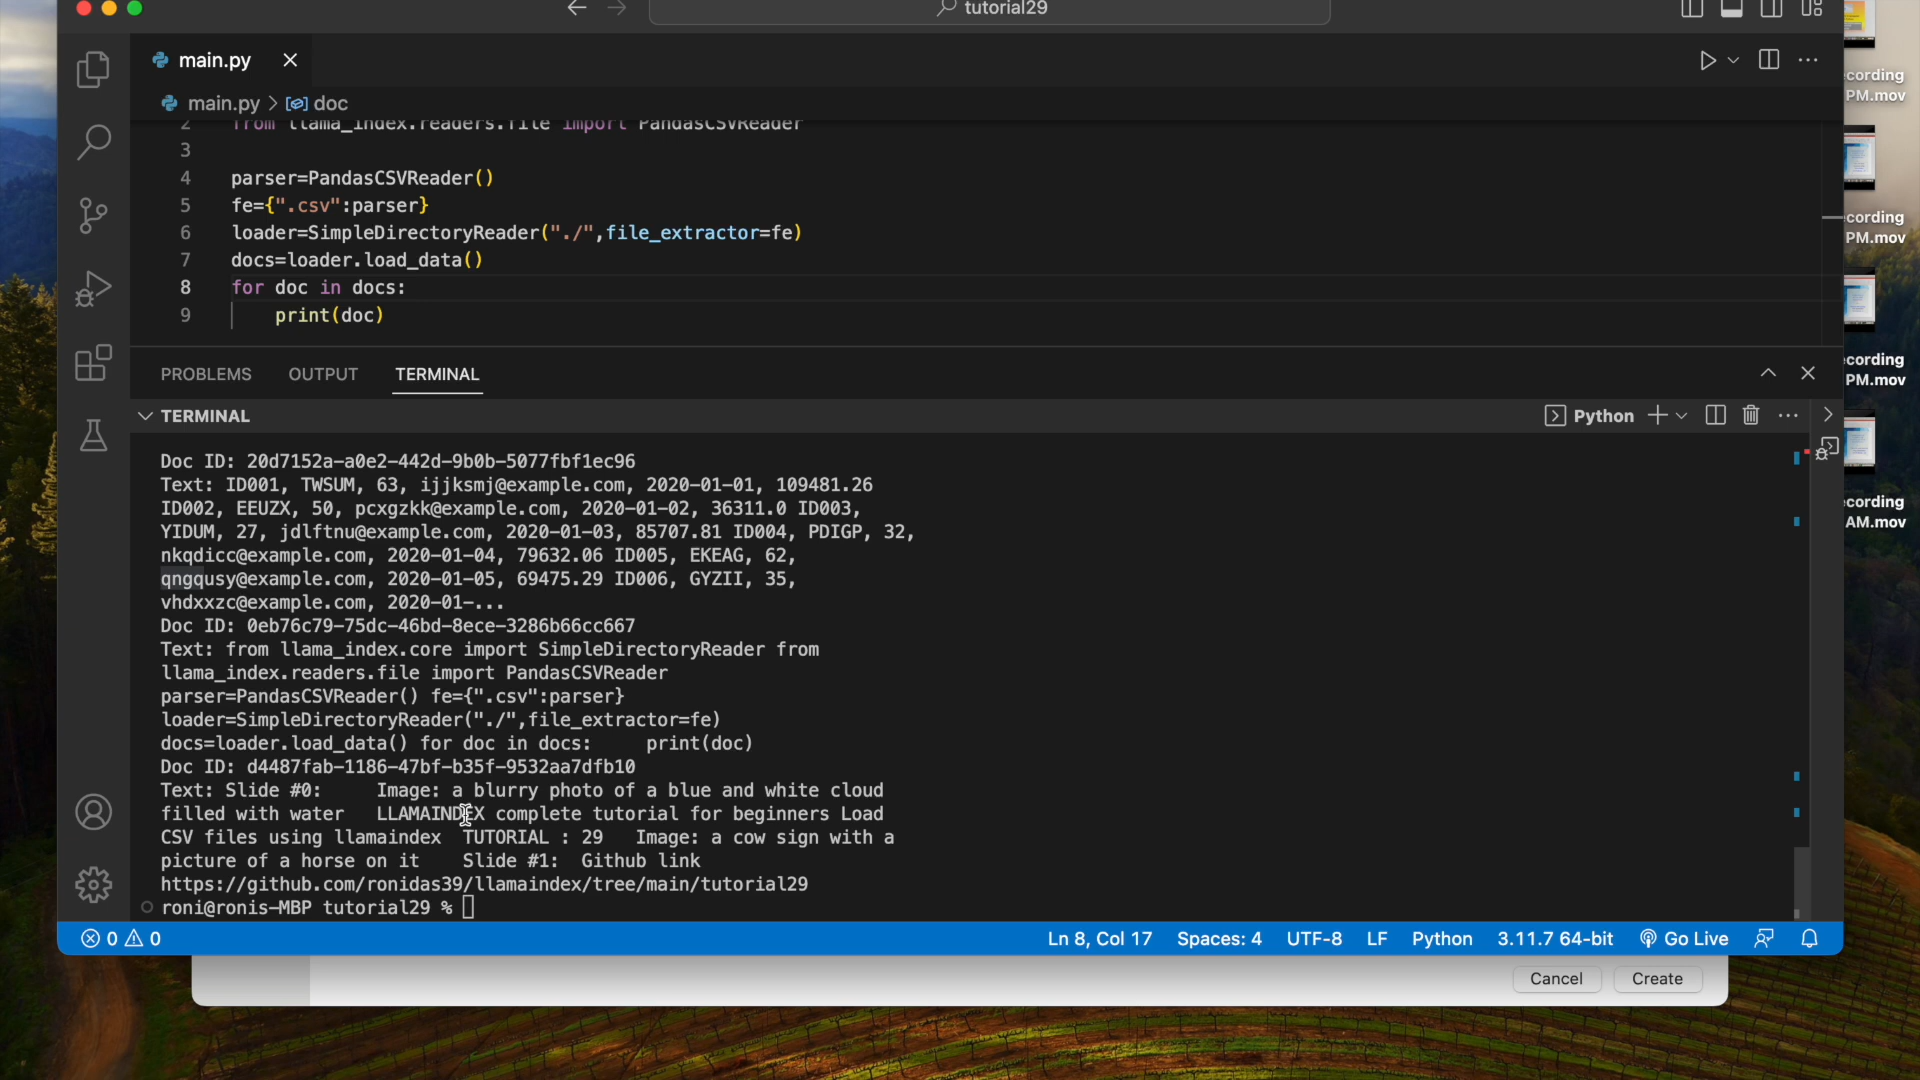 tutorial29
main.py
main.py > doc
2 from llama_index.readers.file import PandasCSVReader
3
4 parser=PandasCSVReader()
5 fe={".csv":parser}
6 loader=SimpleDirectoryReader("./",file_extractor=fe)
7 docs=loader.load_data()
8 for doc in docs:
9 print(doc)
PROBLEMS OUTPUT TERMINAL
TERMINAL
Python
Doc ID: 20d7152a-a0e2-442d-9b0b-5077fbf1ec96
Text: ID001, TWSUM, 63, ijjksmj@example.com, 2020-01-01, 109481.26
ID002, EEUZX, 50, pcxgzkk@example.com, 2020-01-02, 36311.0 ID003,
YIDUM, 27, jdlftnu@example.com, 2020-01-03, 85707.81 ID004, PDIGP, 32,
nkqdicc@example.com, 2020-01-04, 79632.06 ID005, EKEAG, 62,
qngqusy@example.com, 2020-01-05, 69475.29 ID006, GYZII, 35,
vhdxxzc@example.com, 2020-01-...
Doc ID: 0eb76c79-75dc-46bd-8ece-3286b66cc667
Text: from llama_index.core import SimpleDirectoryReader from
llama_index.readers.file import PandasCSVReader
parser=PandasCSVReader() fe={".csv":parser}
loader=SimpleDirectoryReader("./",file_extractor=fe)
docs=loader.load_data() for doc in docs:     print(doc)
Doc ID: d4487fab-1186-47bf-b35f-9532aa7dfb10
Text: Slide #0:     Image: a blurry photo of a blue and white cloud
filled with water   LLAMAINDEX complete tutorial for beginners Load
CSV files using llamaindex  TUTORIAL : 29   Image: a cow sign with a
picture of a horse on it    Slide #1:  Github link
https://github.com/ronidas39/llamaindex/tree/main/tutorial29
roni@ronis-MBP tutorial29 %
0 0
Ln 8, Col 17 Spaces: 4 UTF-8 LF Python 3.11.7 64-bit Go Live
Cancel Create
cording
PM.mov
cording
PM.mov
cording
PM.mov
cording
AM.mov